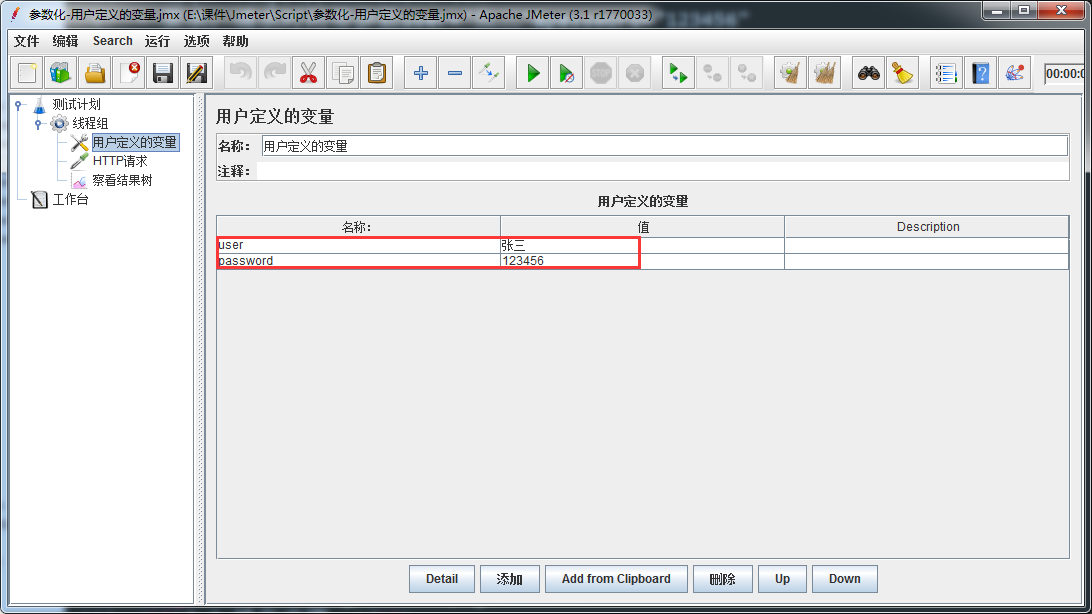 参数化-用户定义的变量.jmx (E:\课件\Jmeter\Script\参数化-用户定义的变量.jmx) - Apache JMeter (3.1 r1770033)
"123456"
文件 编辑 Search 运行 选项 帮助
STOP
00:00:0
测试计划
线程组
用户定义的变量
HTTP请求
察看结果树
工作台
用户定义的变量
名称: 用户定义的变量
注释:
用户定义的变量
名称: 值 Description
user 张三
password 123456
Detail 添加 Add from Clipboard 删除 Up Down